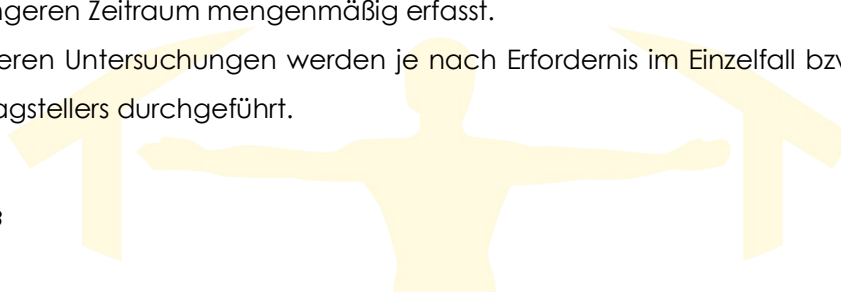 ngeren Zeitraum mengenmäßig erfasst.
eren Untersuchungen werden je nach Erfordernis im Einzelfall bzw
agstellers durchgeführt.